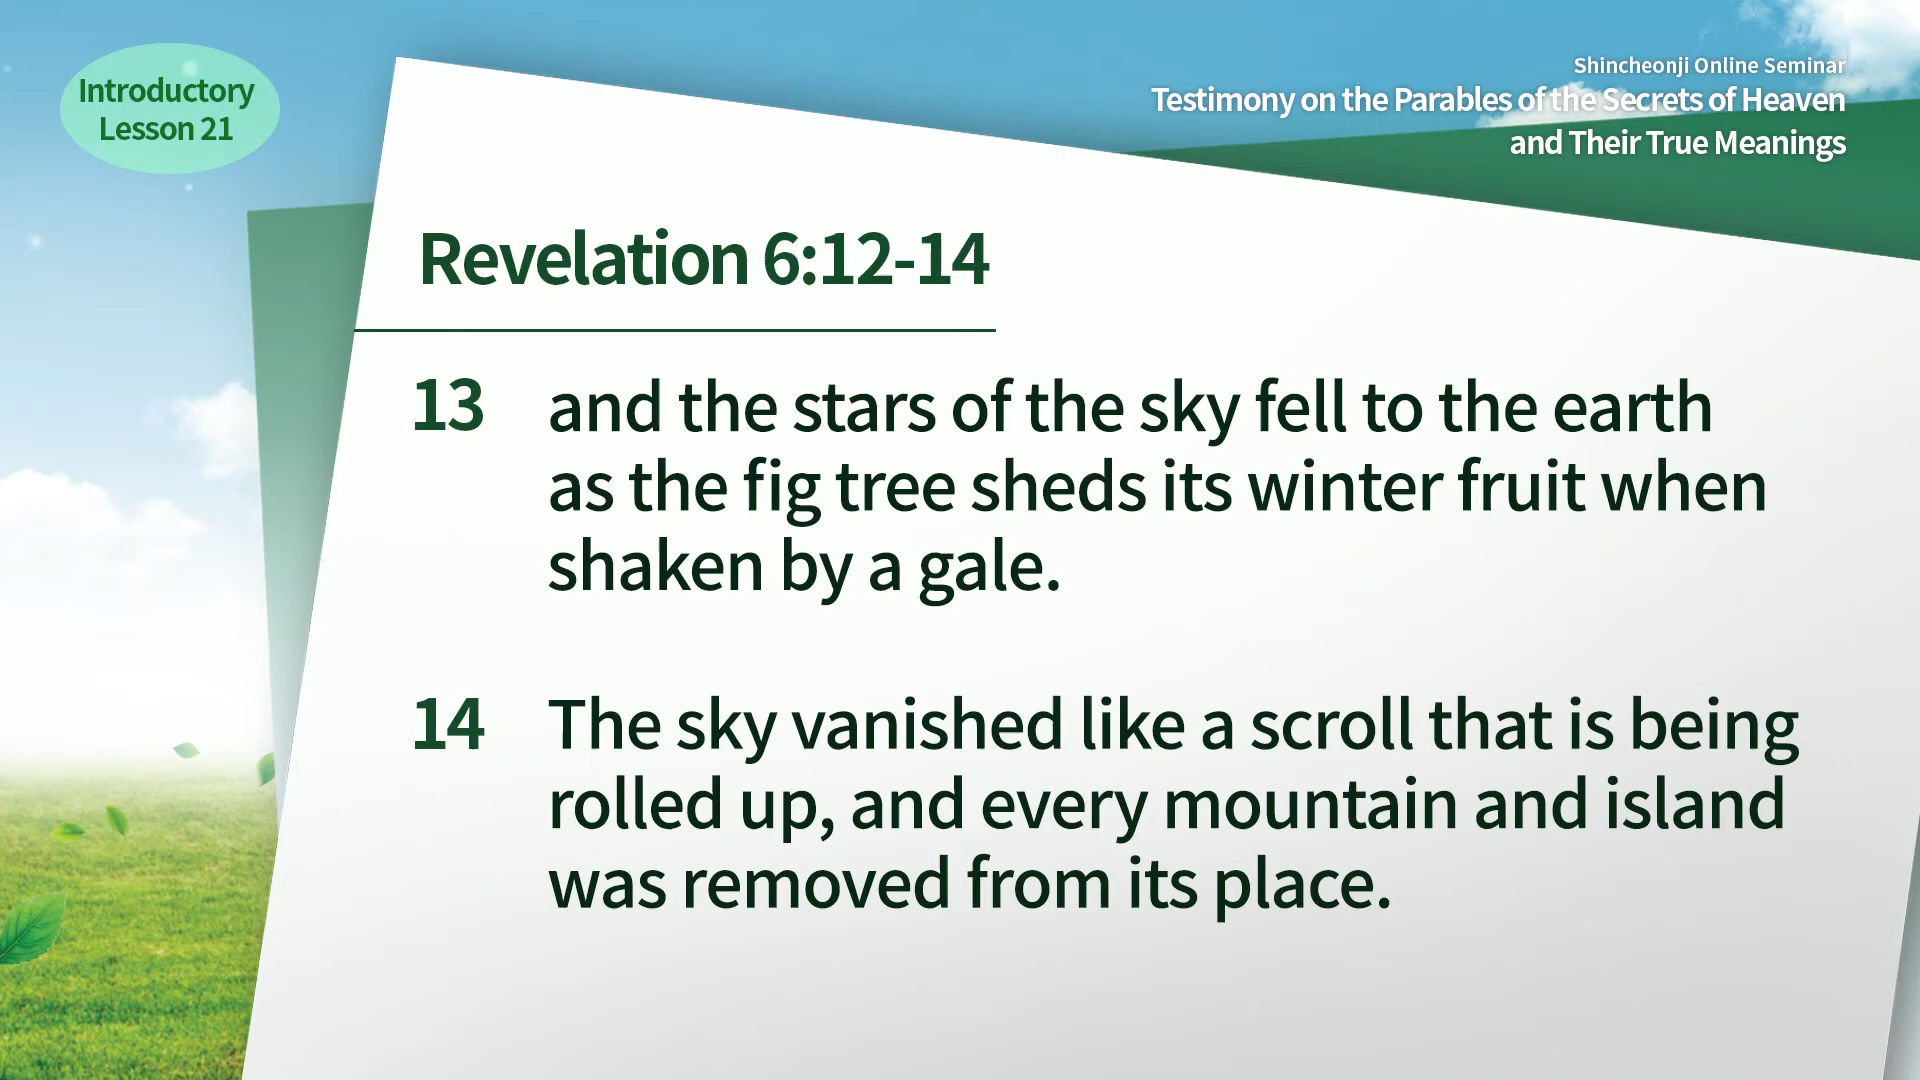 Introductory
Lesson 21
Shincheonji Online Seminar
Testimony on the Parables of the Secrets of Heaven
and Their True Meanings
Revelation 6:12-14
13 and the stars of the sky fell to the earth
as the fig tree sheds its winter fruit when
shaken by a gale.
14 The sky vanished like a scroll that is being
rolled up, and every mountain and island
was removed from its place.